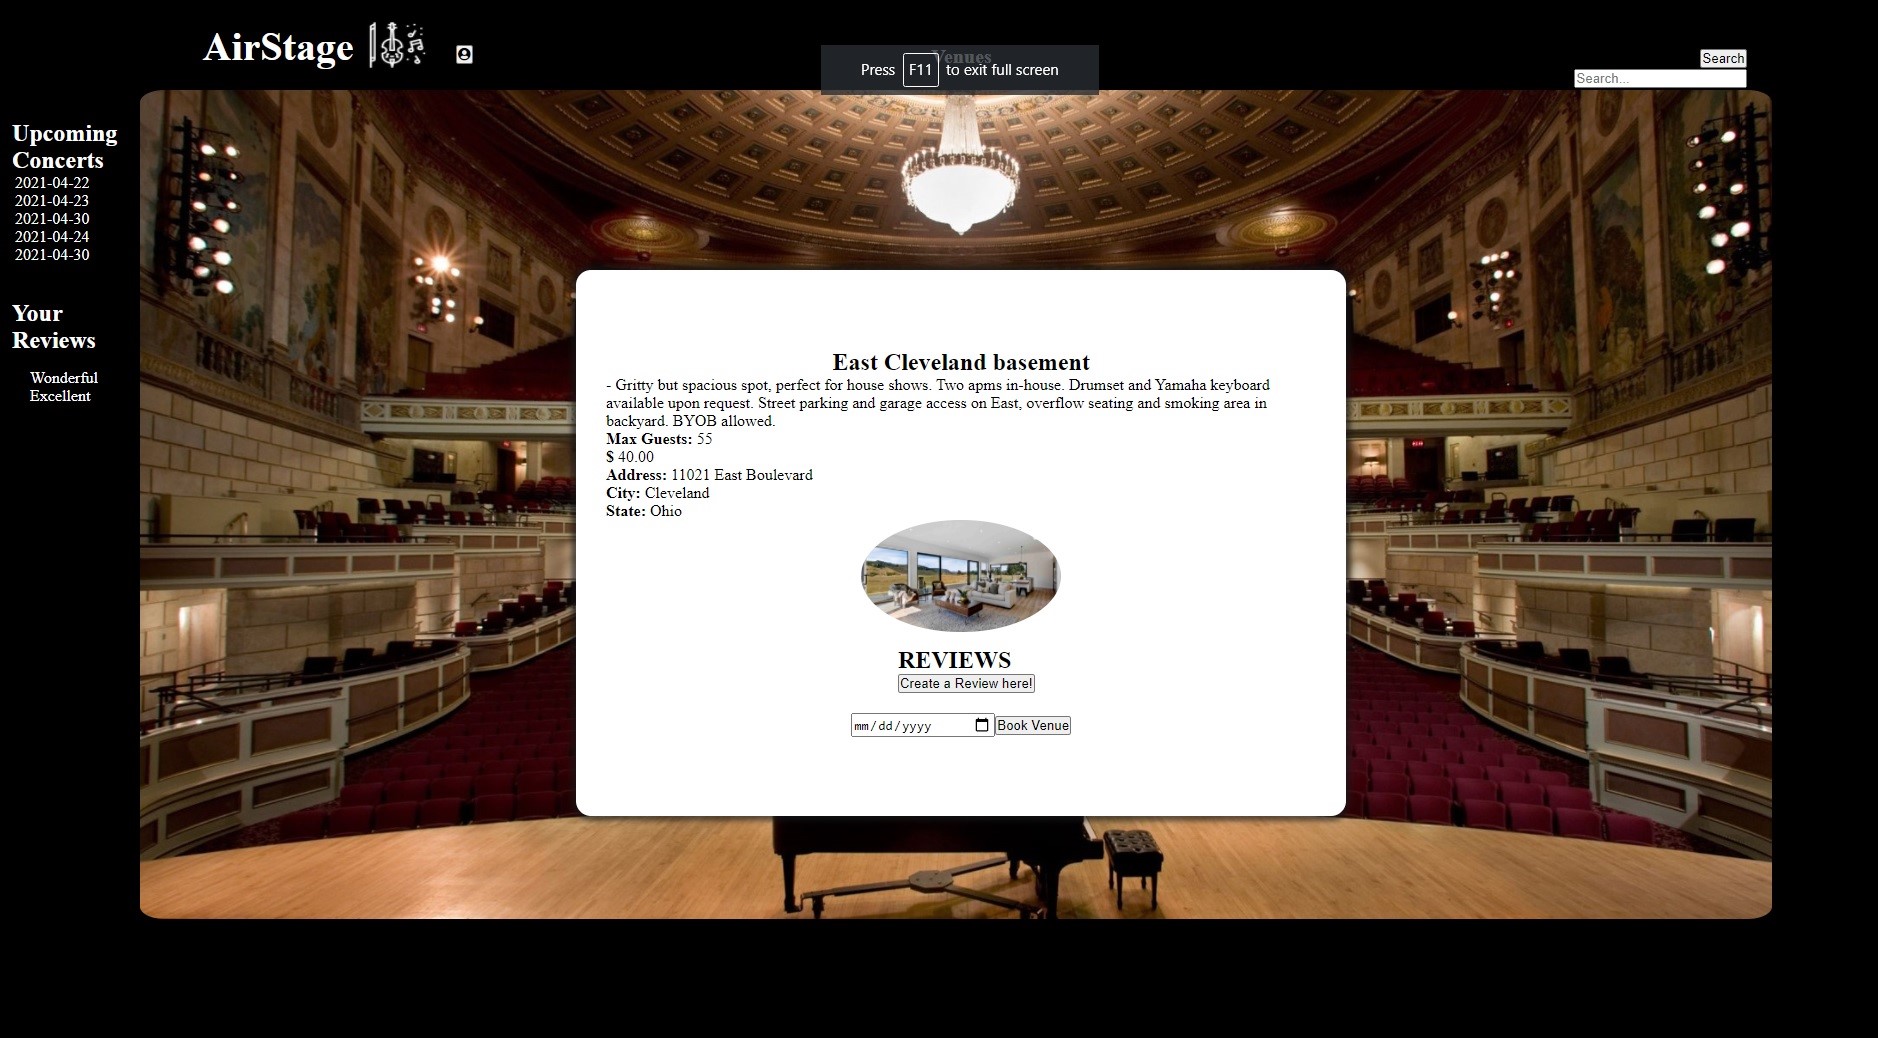 AirStage
Venues
Press F11 to exit full screen
Search
Search...
Upcoming
Concerts
2021-04-22
2021-04-23
2021-04-30
2021-04-24
2021-04-30
Your
Reviews
Wonderful
Excellent
East Cleveland basement
- Gritty but spacious spot, perfect for house shows. Two apms in-house. Drumset and Yamaha keyboard
available upon request. Street parking and garage access on East, overflow seating and smoking area in
backyard. BYOB allowed.
Max Guests: 55
$ 40.00
Address: 11021 East Boulevard
City: Cleveland
State: Ohio
REVIEWS
Create a Review here!
mm/dd/yyyy
Book Venue